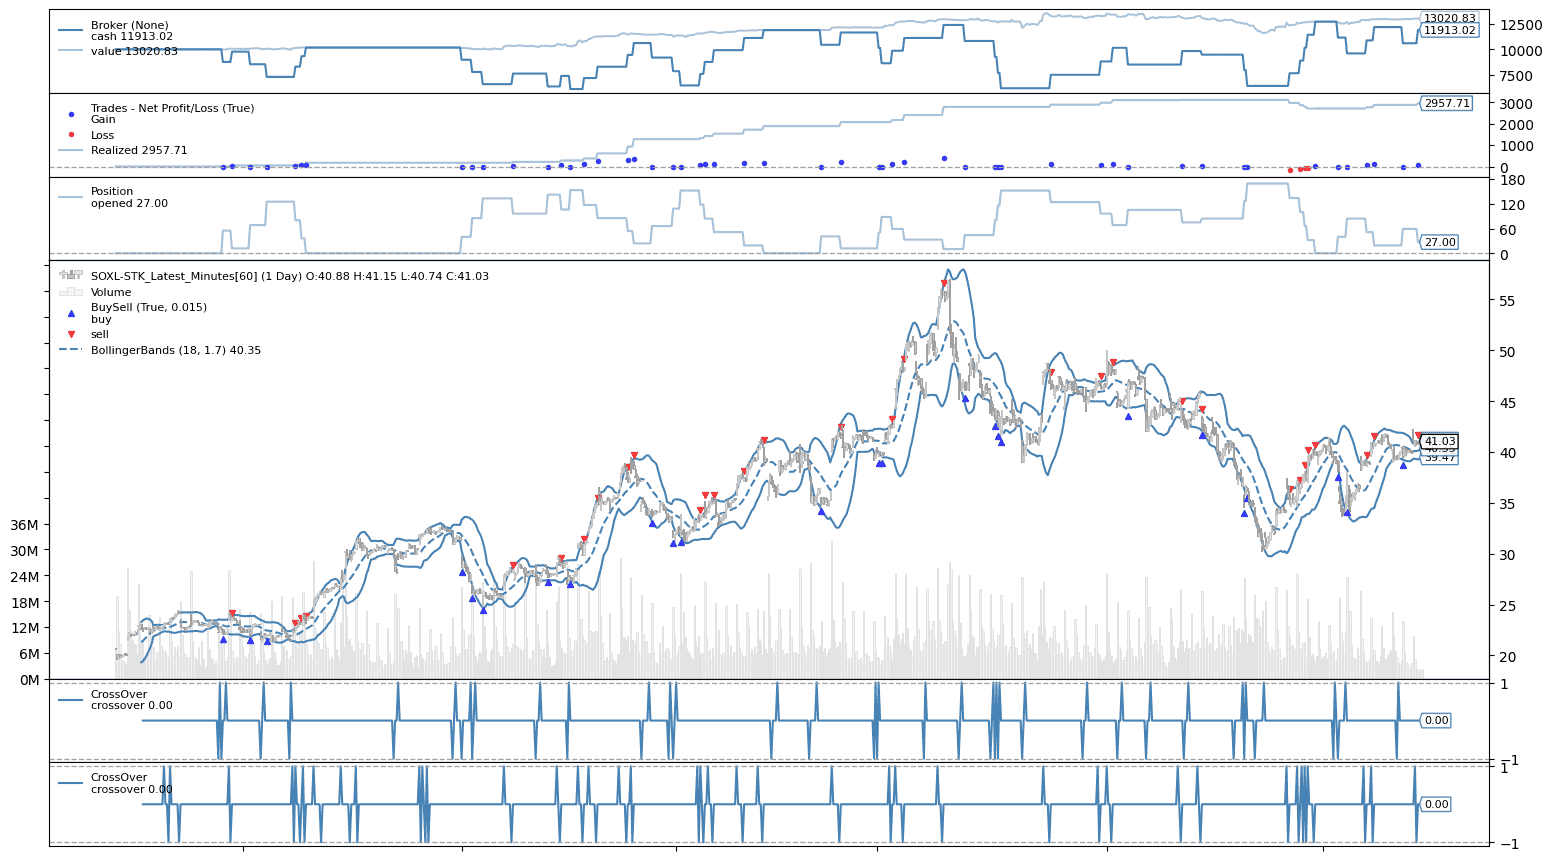 Broker (None)
cash 11913.02
value 13020.83
13020.83
11913.02
12500
10000
7500
Trades - Net Profit/Loss (True)
Gain
Loss
Realized 2957.71
2957.71
3000
2000
1000
0
Position
opened 27.00
27.00
180
120
60
0
SOXL-STK_Latest_Minutes[60] (1 Day) O:40.88 H:41.15 L:40.74 C:41.03
Volume
BuySell (True, 0.015)
buy
sell
BollingerBands (18, 1.7) 40.35
55
50
45
41.03
40.35
39.47
40
35
30
25
20
36M
30M
24M
18M
12M
6M
0M
CrossOver
crossover 0.00
0.00
1
−1
CrossOver
crossover 0.00
0.00
1
−1